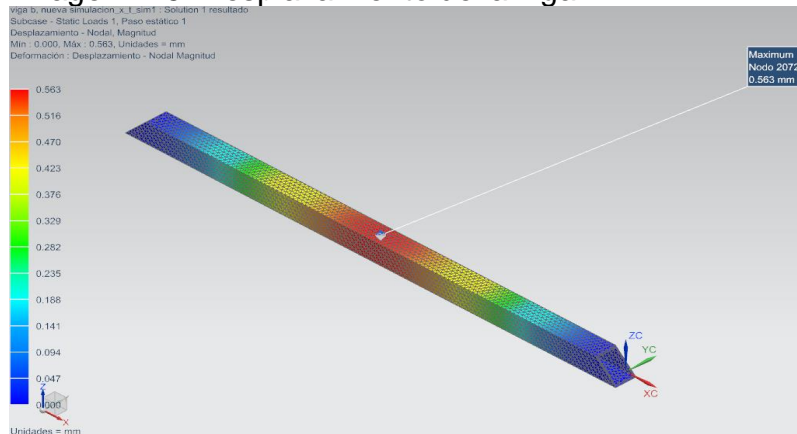 viga b, nueva simulacion_x_t_sim1 : Solution 1 resultado
Subcase - Static Loads 1, Paso estático 1
Desplazamiento - Nodal, Magnitud
Min : 0.000, Máx : 0.563, Unidades = mm
Deformación : Desplazamiento - Nodal Magnitud
Maximum
Nodo 2072
0.563 mm
0.563
0.516
0.470
0.423
0.376
0.329
0.282
0.235
0.188
0.141
0.094
0.047
0.000
Z
X
ZC
YC
XC
Unidades = mm